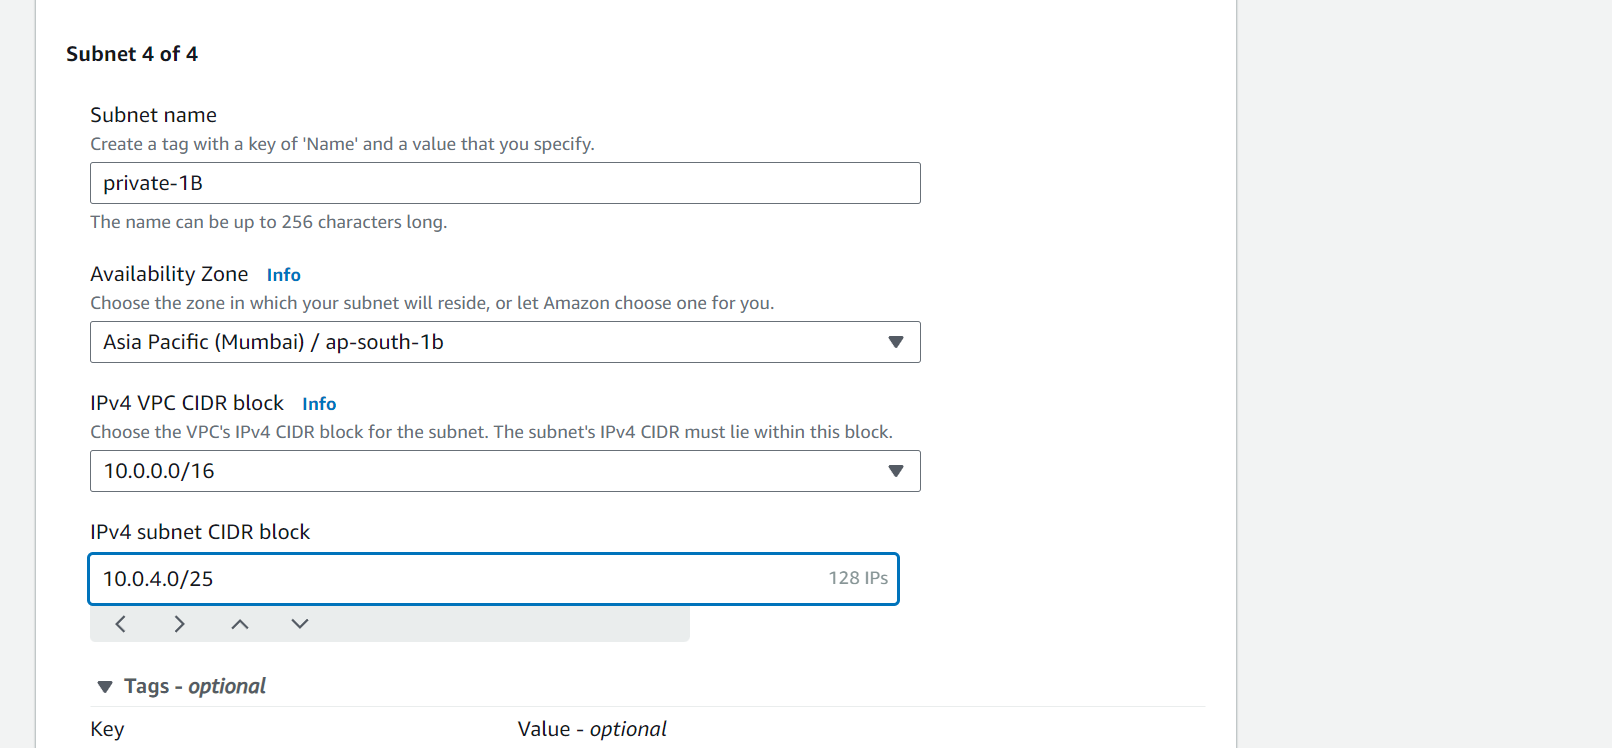 Subnet 4 of 4
Subnet name
Create a tag with a key of 'Name' and a value that you specify.
private-1B
The name can be up to 256 characters long.
Availability Zone Info
Choose the zone in which your subnet will reside, or let Amazon choose one for you.
Asia Pacific (Mumbai) / ap-south-1b
IPv4 VPC CIDR block Info
Choose the VPC's IPv4 CIDR block for the subnet. The subnet's IPv4 CIDR must lie within this block.
10.0.0.0/16
IPv4 subnet CIDR block
10.0.4.0/25 128 IPs
Tags - optional
Key Value - optional